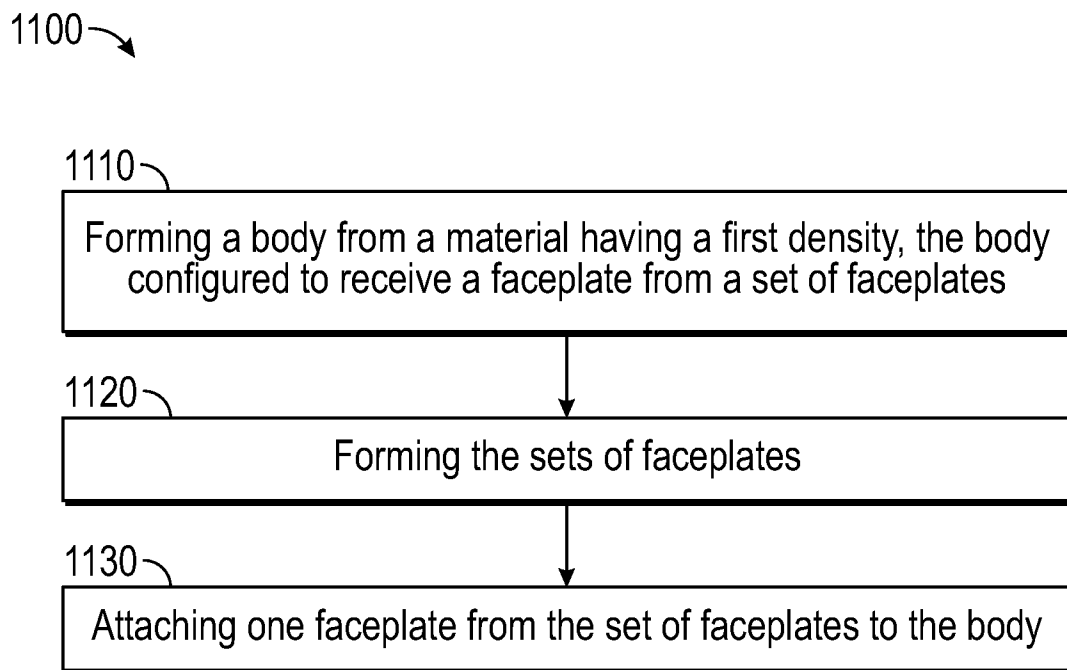 1100
1110
Forming a body from a material having a first density, the body
configured to receive a faceplate from a set of faceplates
1120
Forming the sets of faceplates
1130
Attaching one faceplate from the set of faceplates to the body